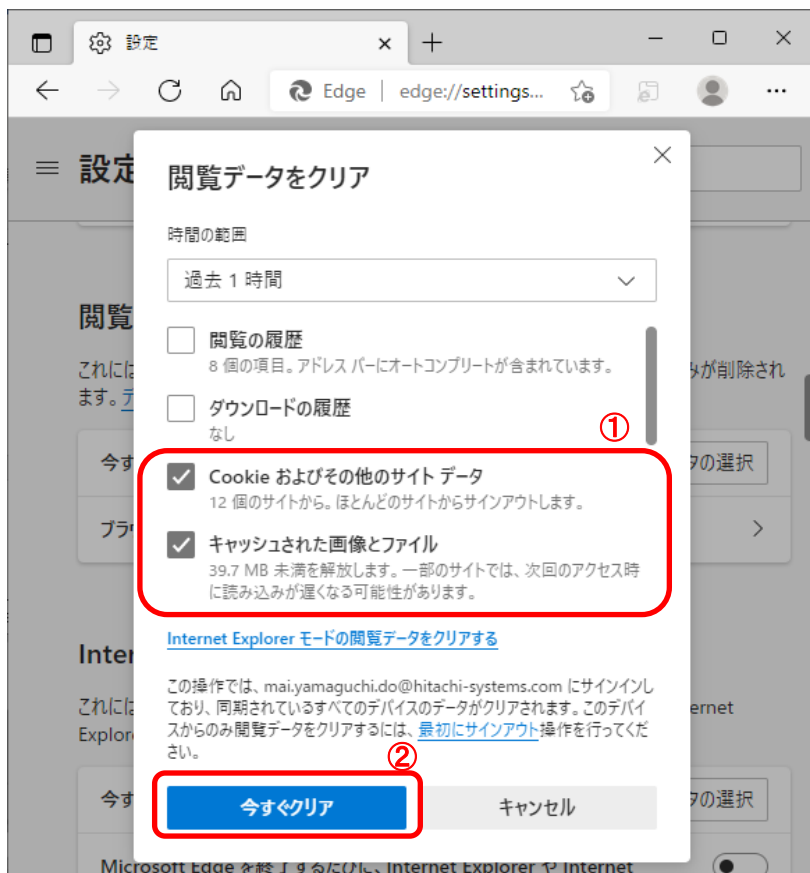 設定
Edge | edge://settings...
設定
閲覧データをクリア
時間の範囲
過去 1 時間
閲覧の履歴
8 個の項目。アドレス バーにオートコンプリートが含まれています。
ダウンロードの履歴
なし
①
Cookie およびその他のサイト データ
12 個のサイトから。ほとんどのサイトからサインアウトします。
キャッシュされた画像とファイル
39.7 MB 未満を解放します。一部のサイトでは、次回のアクセス時
に読み込みが遅くなる可能性があります。
Internet Explorer モードの閲覧データをクリアする
この操作では、mai.yamaguchi.do@hitachi-systems.com にサインインし
ており、同期されているすべてのデバイスのデータがクリアされます。このデバイ
スからのみ閲覧データをクリアするには、最初にサインアウト操作を行ってくだ
さい。
②
今すぐクリア
キャンセル
閲覧
これには
が削除され
ます。
今す
の選択
ブラ
Inter
これには
ernet
Explor
今す
の選択
Microsoft Edge を終了するたびに、Internet Explorer や Internet